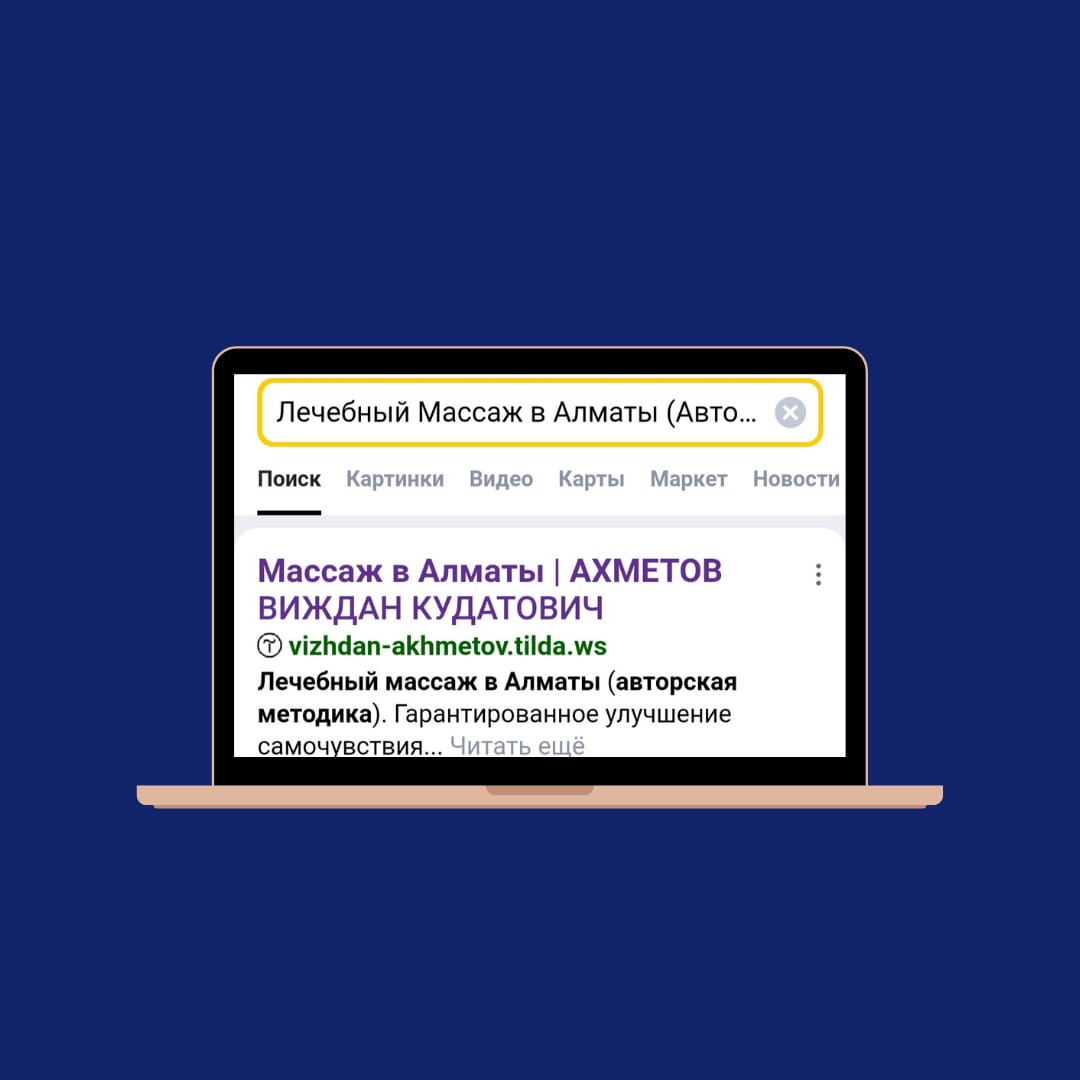 Лечебный Массаж в Алматы (Авто...
Поиск Картинки Видео Карты Маркет Новости
Массаж в Алматы | АХМЕТОВ
ВИЖДАН КУДАТОВИЧ
vizhdan-akhmetov.tilda.ws
Лечебный массаж в Алматы (авторская
методика). Гарантированное улучшение
самочувствия... Читать ещё